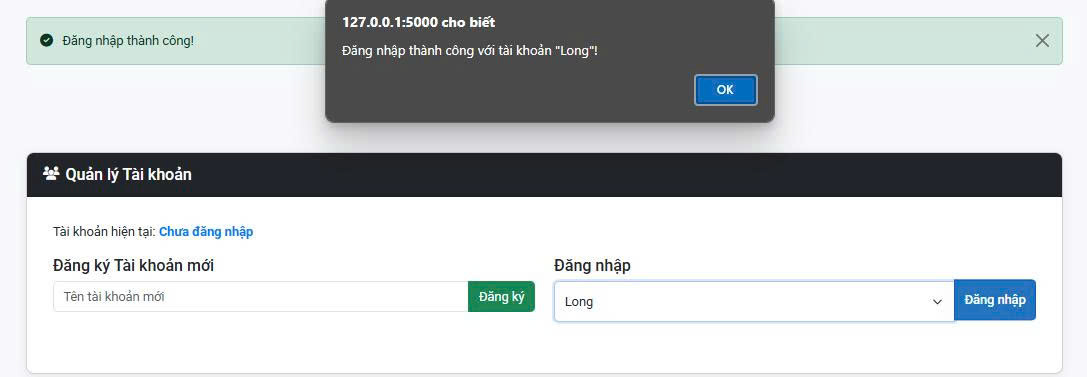 127.0.0.1:5000 cho biết
Đăng nhập thành công!
Đăng nhập thành công với tài khoản "Long"!
OK
Quản lý Tài khoản
Tài khoản hiện tại: Chưa đăng nhập
Đăng ký Tài khoản mới
Tên tài khoản mới
Đăng ký
Đăng nhập
Long
Đăng nhập